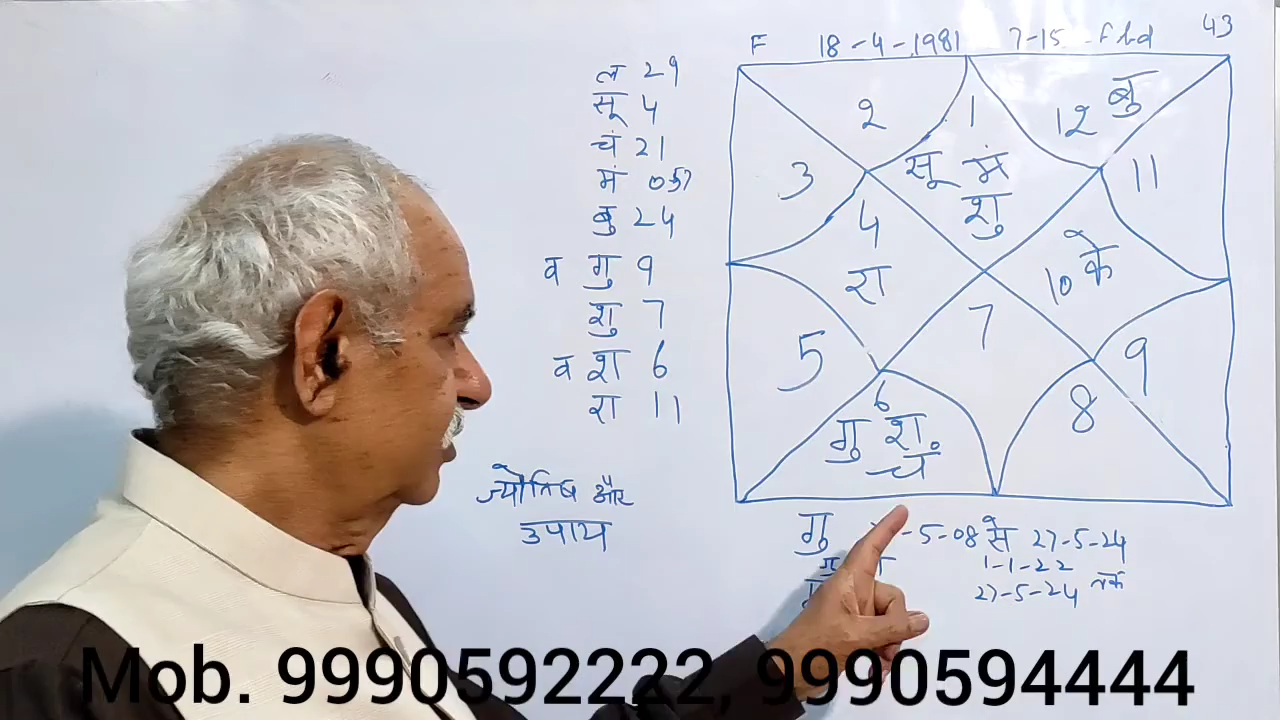 F 18-4-1981 7-15 Fbd 43
ल 29
सू 4
चं 21
मं 0-57
बु 24
व गु 9
शु 7
व श 6
रा 11
ज्योतिष और
उपाय
2 1 12 बु
3 सू मं शु 11
4 रा 10 के
5 7 9
6 गु श. चं 8
गु -5-08 से 27-5-24
1-1-22
27-5-24 तक
Mob. 9990592222, 9990594444